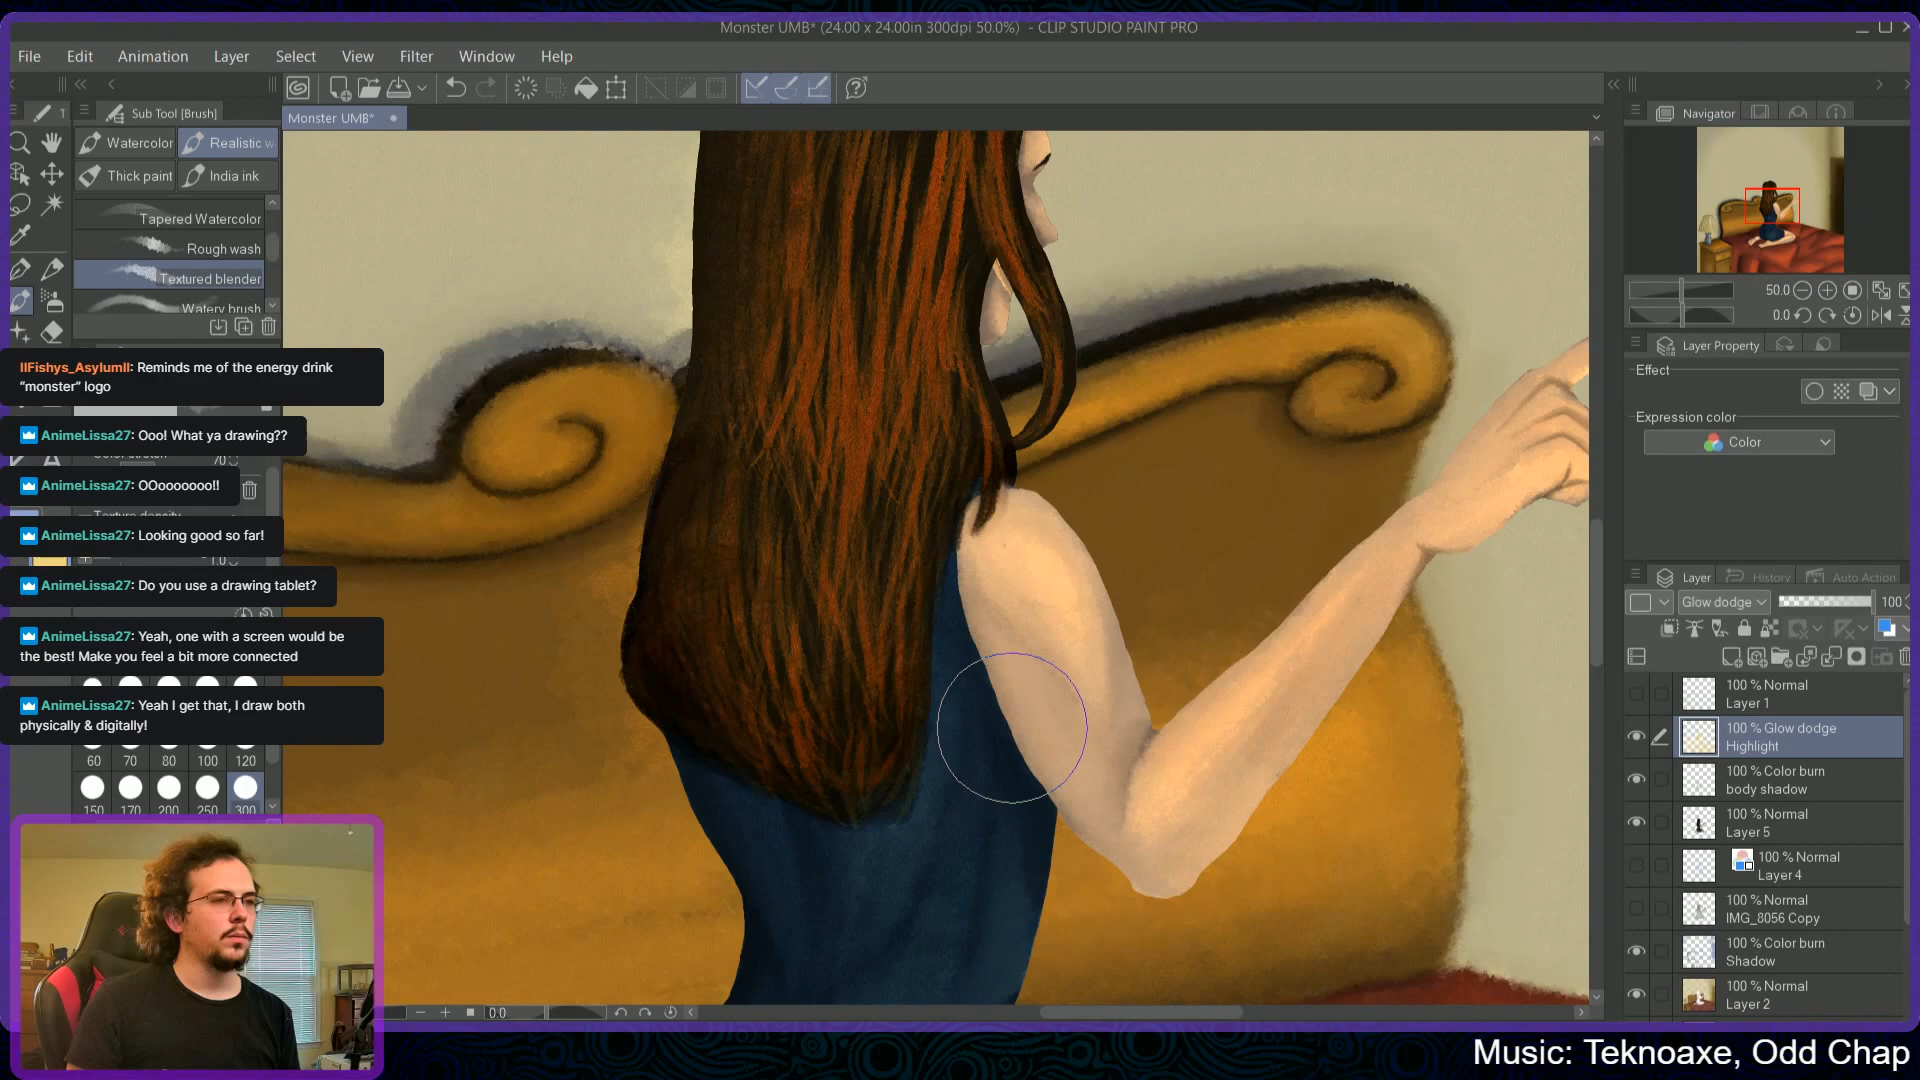 Monster UMB* (24.00 x 24.00in 300dpi 50.0%) - CLIP STUDIO PAINT PRO
File Edit Animation Layer Select View Filter Window Help
Sub Tool [Brush]
Monster UMB*
Watercolor Realistic w
Thick paint India ink
Tapered Watercolor
Rough wash
Textured blender
Watery brush
IIFishys_AsylumII: Reminds me of the energy drink
“monster” logo
AnimeLissa27: Ooo! What ya drawing??
70
AnimeLissa27: OOooooooo!!
Texture density
AnimeLissa27: Looking good so far!
1.0
AnimeLissa27: Do you use a drawing tablet?
AnimeLissa27: Yeah, one with a screen would be
the best! Make you feel a bit more connected
AnimeLissa27: Yeah I get that, I draw both
physically & digitally!
60 70 80 100 120
150 170 200 250 300
0.0
Navigator
50.0
0.0
Layer Property
Effect
Expression color
Color
Layer History Auto Action
Glow dodge 100
100 % Normal
Layer 1
100 % Glow dodge
Highlight
100 % Color burn
body shadow
100 % Normal
Layer 5
100 % Normal
Layer 4
100 % Normal
IMG_8056 Copy
100 % Color burn
Shadow
100 % Normal
Layer 2
Music: Teknoaxe, Odd Chap